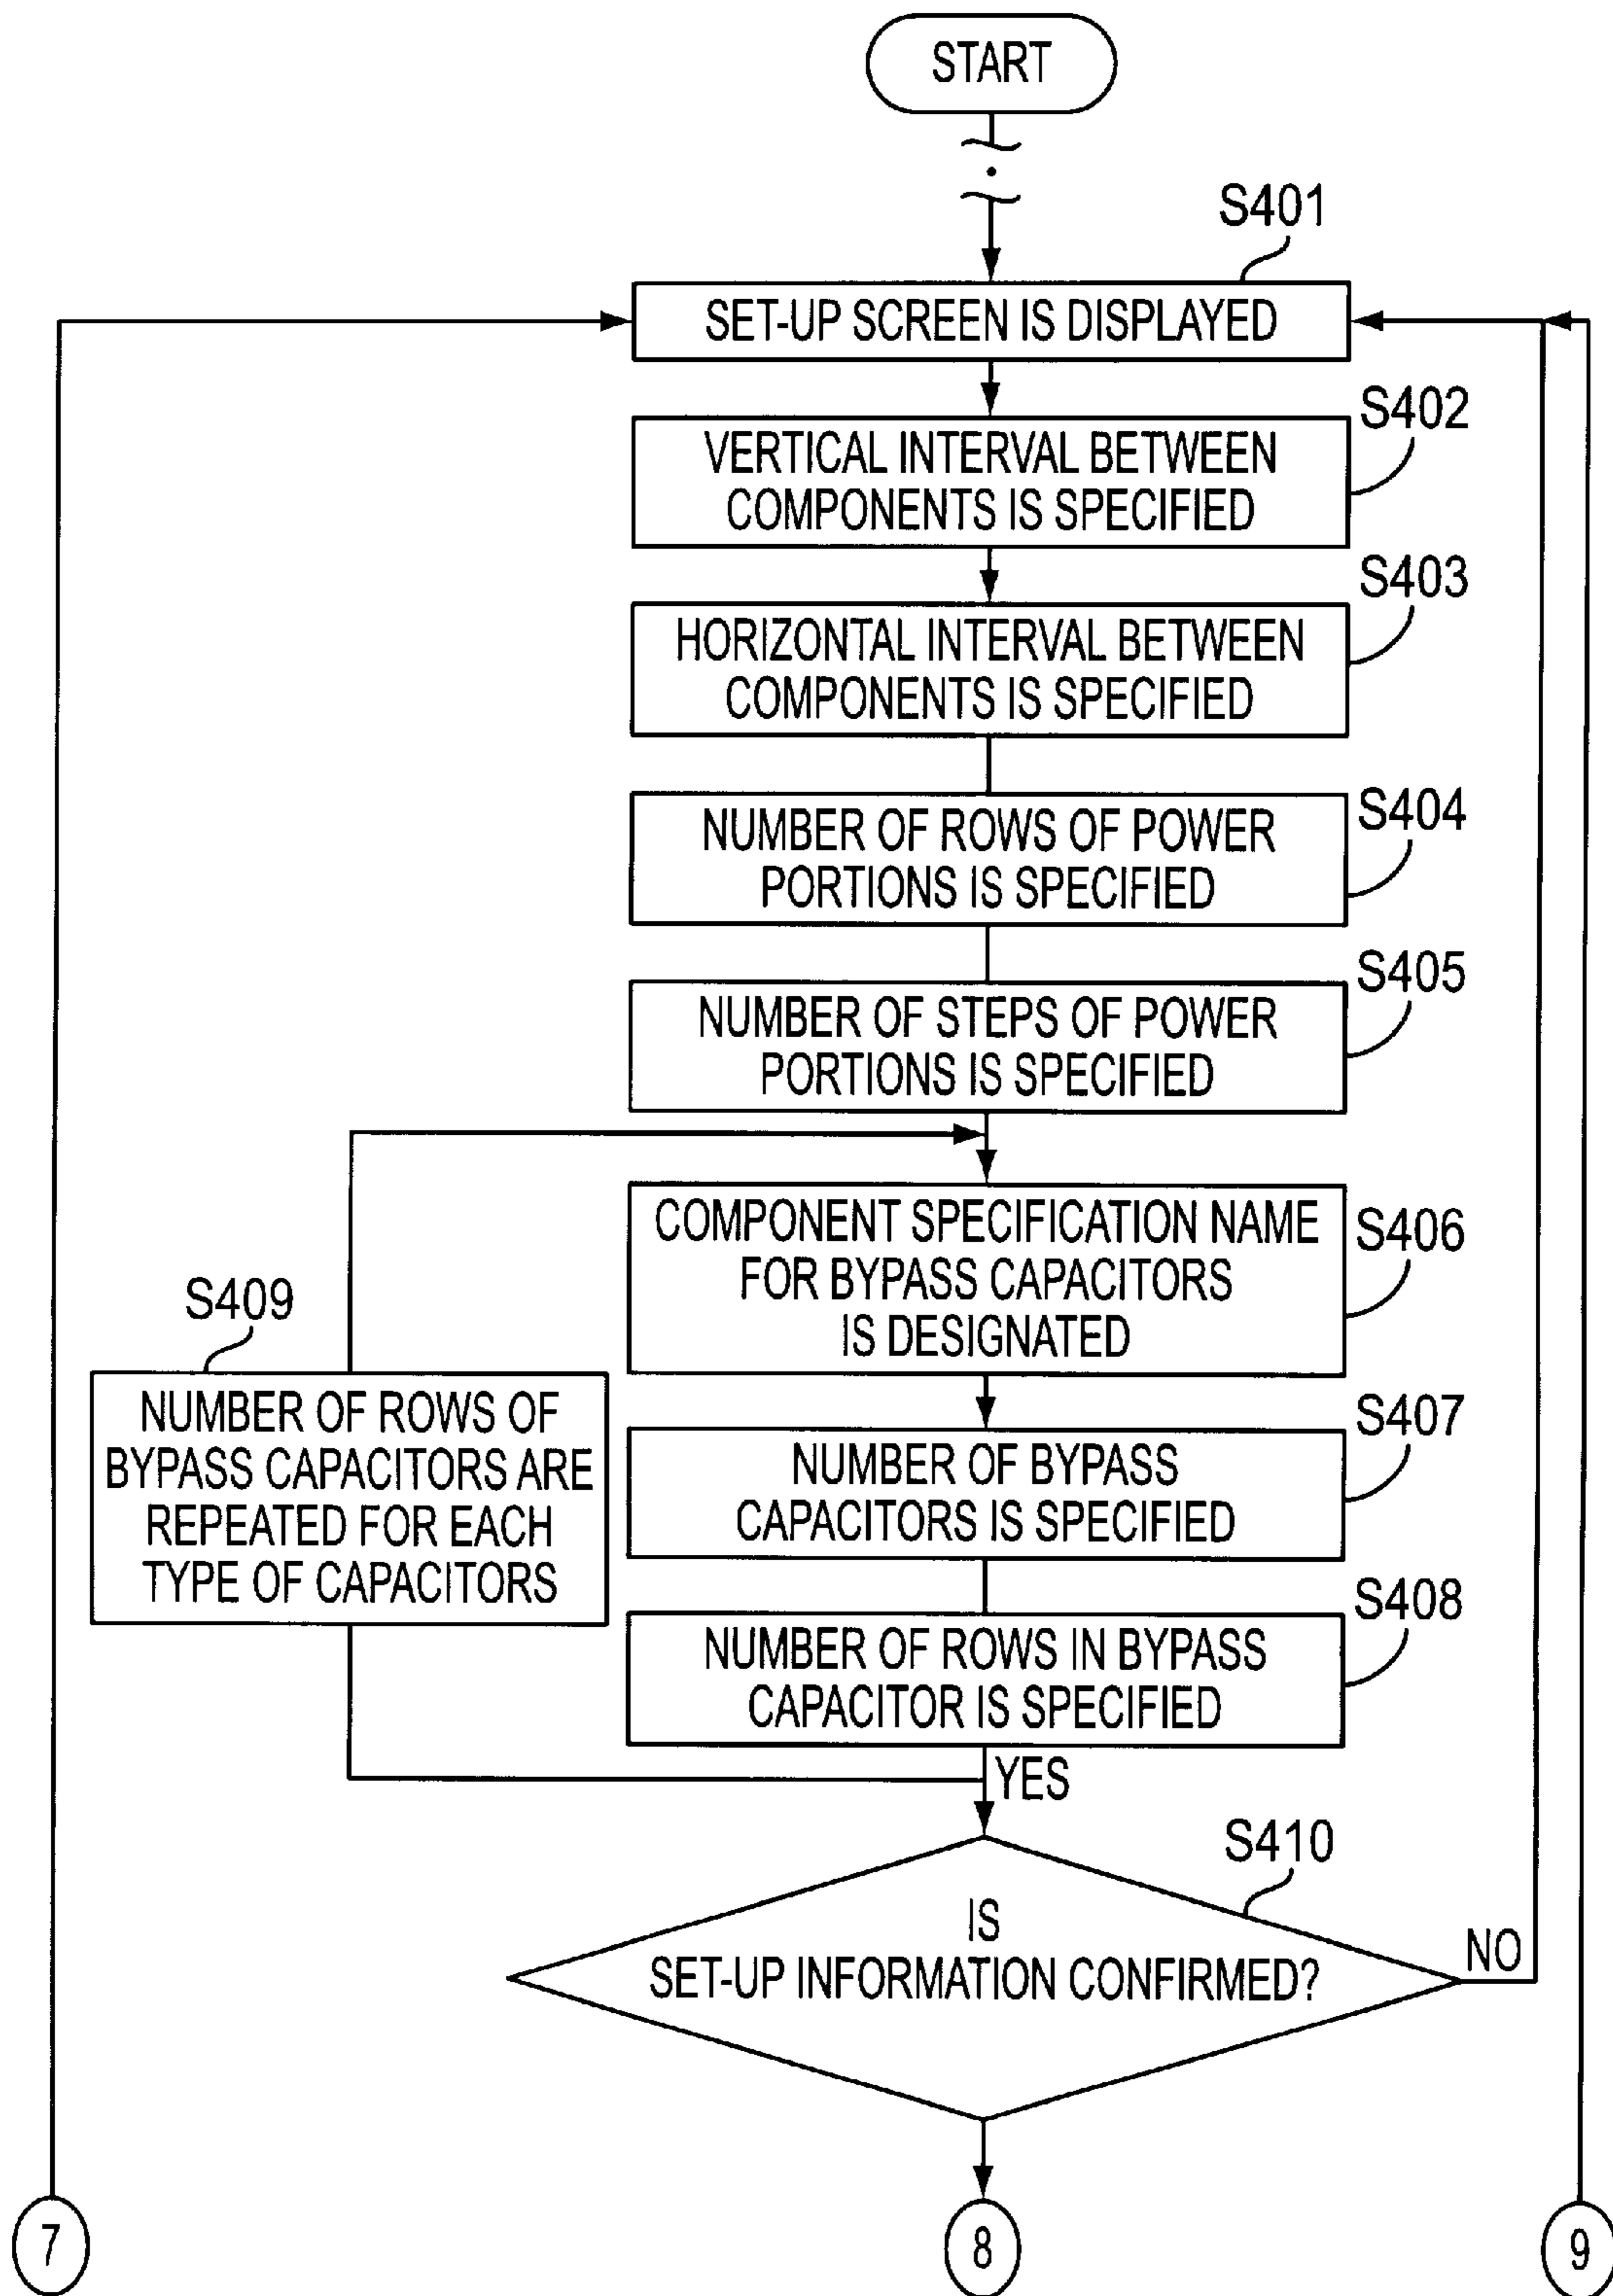 START
S401
SET-UP SCREEN IS DISPLAYED
S402
VERTICAL INTERVAL BETWEEN
COMPONENTS IS SPECIFIED
S403
HORIZONTAL INTERVAL BETWEEN
COMPONENTS IS SPECIFIED
S404
NUMBER OF ROWS OF POWER
PORTIONS IS SPECIFIED
S405
NUMBER OF STEPS OF POWER
PORTIONS IS SPECIFIED
S406
COMPONENT SPECIFICATION NAME
FOR BYPASS CAPACITORS
IS DESIGNATED
S409
NUMBER OF ROWS OF
BYPASS CAPACITORS ARE
REPEATED FOR EACH
TYPE OF CAPACITORS
S407
NUMBER OF BYPASS
CAPACITORS IS SPECIFIED
S408
NUMBER OF ROWS IN BYPASS
CAPACITOR IS SPECIFIED
YES
S410
IS
SET-UP INFORMATION CONFIRMED?
NO
7
8
9